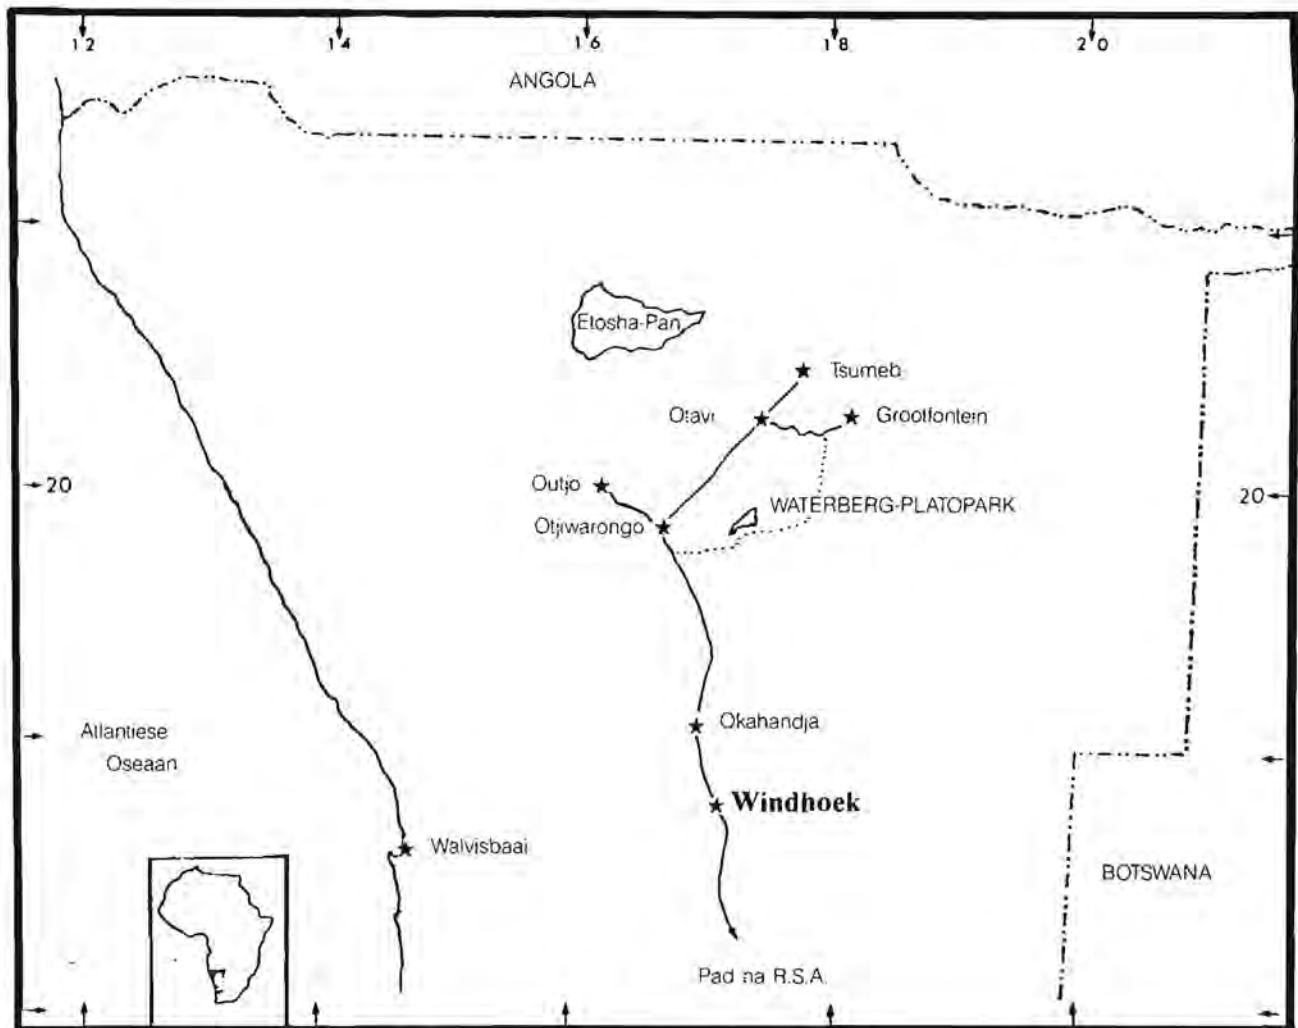 12 14 16 18 20
ANGOLA
Etosha-Pan
Tsumeb
Otavi
Grootfontein
20
Outjo
WATERBERG-PLATOPARK
20
Otjiwarongo
Okahandja
Atlantiese
Oseaan
Windhoek
Walvisbaai
BOTSWANA
Pad na R.S.A.